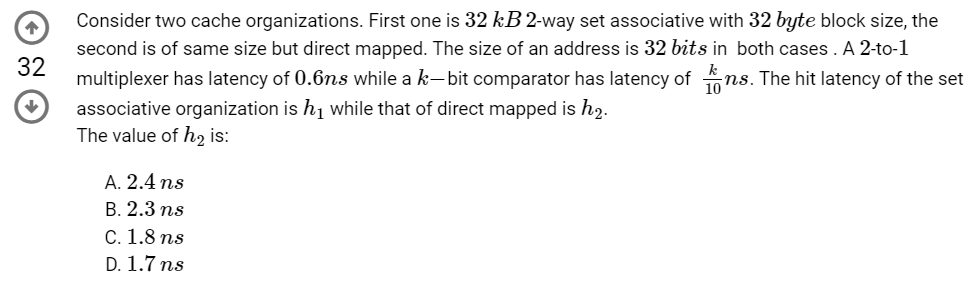 Consider two cache organizations. First one is 32 kB 2-way set associative with 32 byte block size, the
second is of same size but direct mapped. The size of an address is 32 bits in both cases . A 2-to-1
32
multiplexer has latency of 0.6ns while a k−bit comparator has latency of k/10 ns. The hit latency of the set
associative organization is h₁ while that of direct mapped is h₂.
The value of h₂ is:
A. 2.4 ns
B. 2.3 ns
C. 1.8 ns
D. 1.7 ns